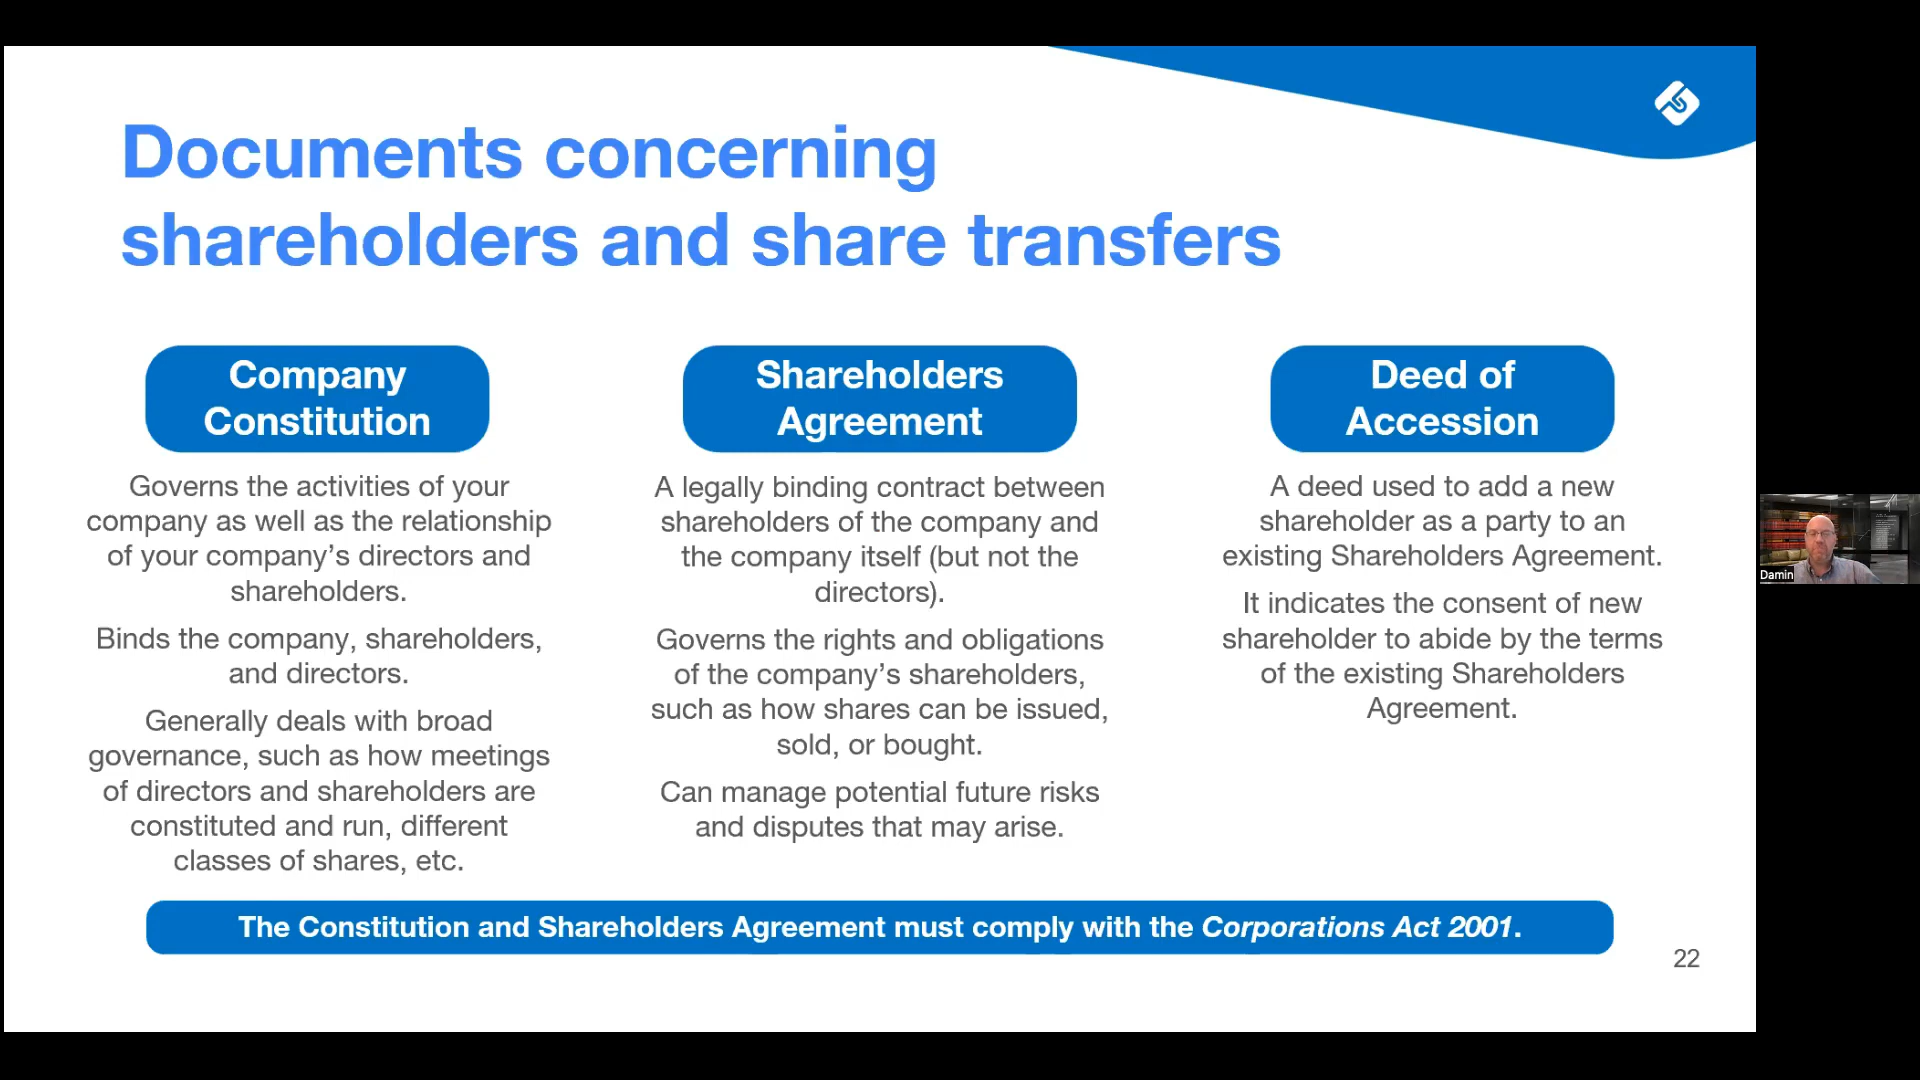 Documents concerning
shareholders and share transfers
Company
Constitution
Governs the activities of your
company as well as the relationship
of your company’s directors and
shareholders.
Binds the company, shareholders,
and directors.
Generally deals with broad
governance, such as how meetings
of directors and shareholders are
constituted and run, different
classes of shares, etc.
Shareholders
Agreement
A legally binding contract between
shareholders of the company and
the company itself (but not the
directors).
Governs the rights and obligations
of the company’s shareholders,
such as how shares can be issued,
sold, or bought.
Can manage potential future risks
and disputes that may arise.
Deed of
Accession
A deed used to add a new
shareholder as a party to an
existing Shareholders Agreement.
It indicates the consent of new
shareholder to abide by the terms
of the existing Shareholders
Agreement.
The Constitution and Shareholders Agreement must comply with the Corporations Act 2001.
22
Damin